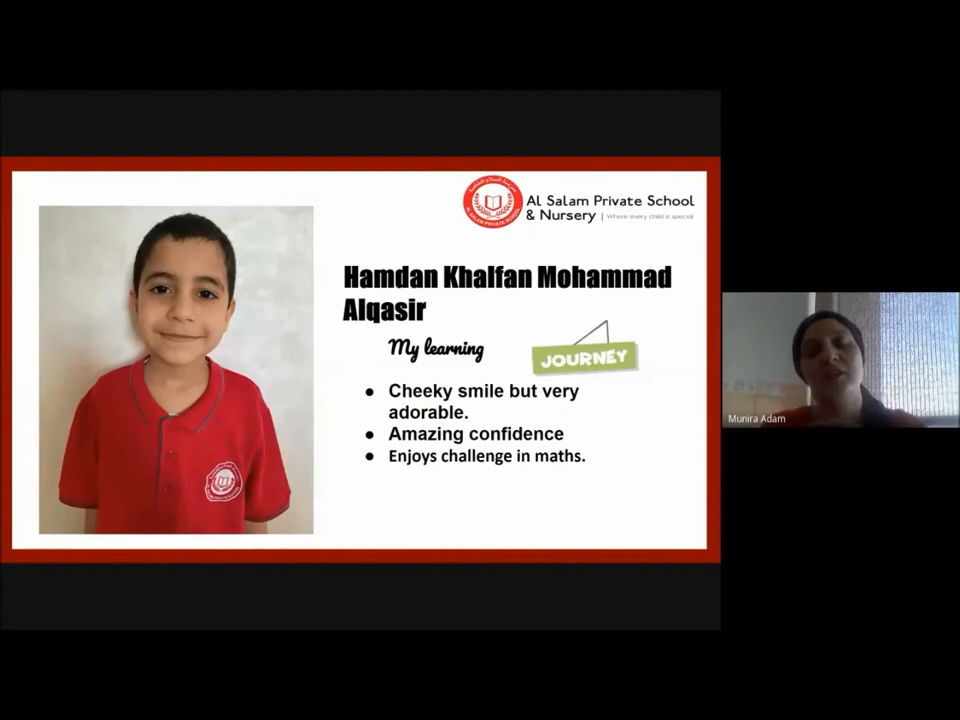 Al Salam Private School
& Nursery | Where every child is special
Hamdan Khalfan Mohammad
Alqasir
My learning
JOURNEY
● Cheeky smile but very
adorable.
● Amazing confidence
● Enjoys challenge in maths.
Munira Adam